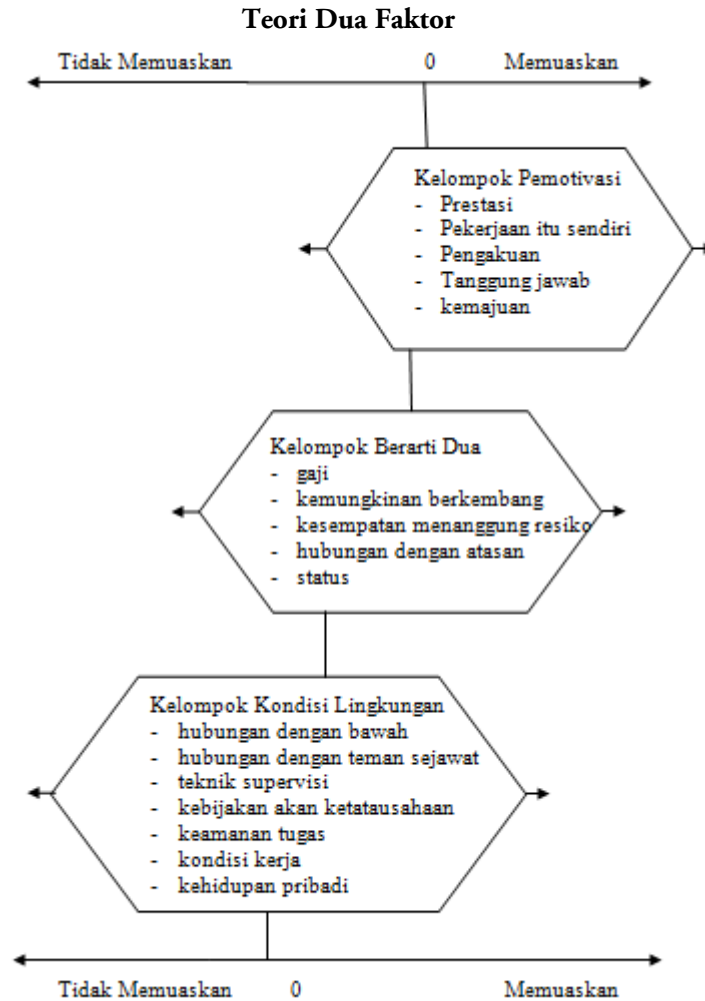 Teori Dua Faktor
Tidak Memuaskan 0 Memuaskan
Kelompok Pemotivasi
- Prestasi
- Pekerjaan itu sendiri
- Pengakuan
- Tanggung jawab
- kemajuan
Kelompok Berarti Dua
- gaji
- kemungkinan berkembang
- kesempatan menanggung resiko
- hubungan dengan atasan
- status
Kelompok Kondisi Lingkungan
- hubungan dengan bawah
- hubungan dengan teman sejawat
- teknik supervisi
- kebijakan akan ketatausahaan
- keamanan tugas
- kondisi kerja
- kehidupan pribadi
Tidak Memuaskan 0 Memuaskan